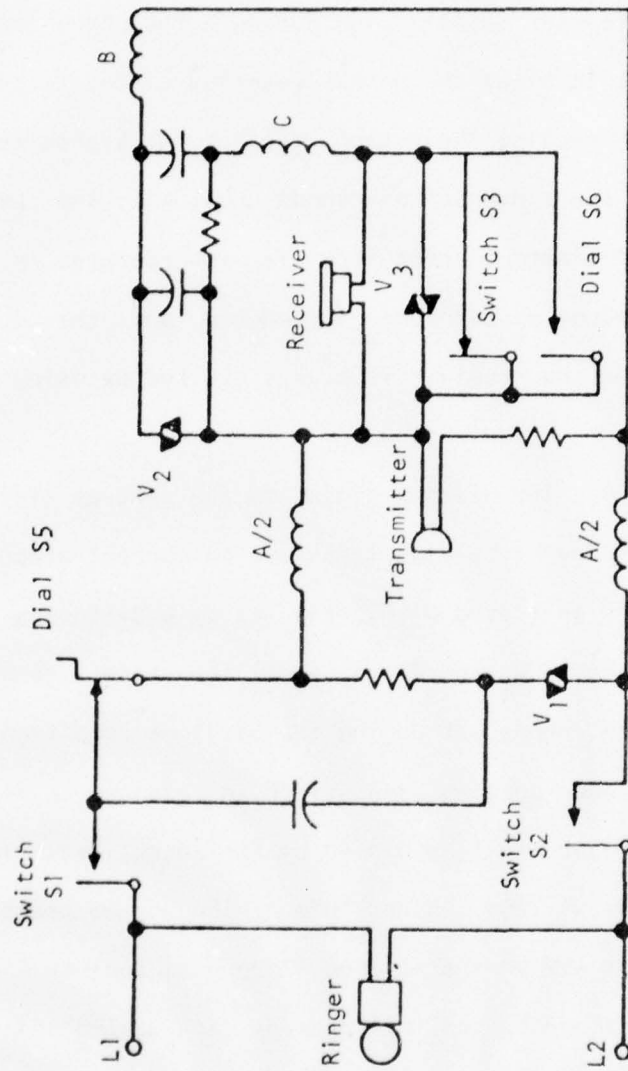 L1
L2
Ringer
Switch
S1
Switch
S2
Dial S5
V1
A/2
A/2
Transmitter
V2
Receiver
V3
Switch S3
Dial S6
C
B